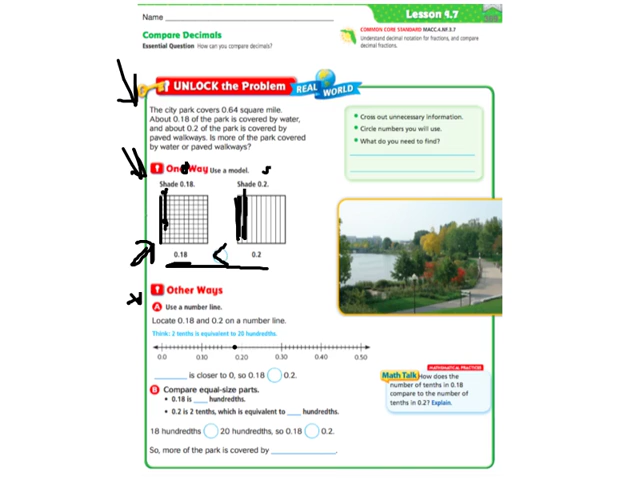 Name
Lesson 4.7
Compare Decimals
Essential Question How can you compare decimals?
COMMON CORE STANDARD MACC.4.NF.3.7
Understand decimal notation for fractions, and compare
decimal fractions.
UNLOCK the Problem REAL WORLD
The city park covers 0.64 square mile.
About 0.18 of the park is covered by water,
and about 0.2 of the park is covered by
paved walkways. Is more of the park covered
by water or paved walkways?
• Cross out unnecessary information.
• Circle numbers you will use.
• What do you need to find?
One Way Use a model.
Shade 0.18. Shade 0.2.
0.18 < 0.2
Other Ways
A Use a number line.
Locate 0.18 and 0.2 on a number line.
Think: 2 tenths is equivalent to 20 hundredths.
0.0 0.10 0.20 0.30 0.40 0.50
is closer to 0, so 0.18 0.2.
B Compare equal-size parts.
• 0.18 is hundredths.
• 0.2 is 2 tenths, which is equivalent to hundredths.
18 hundredths 20 hundredths, so 0.18 0.2.
So, more of the park is covered by .
MATHEMATICAL PRACTICES
Math Talk How does the
number of tenths in 0.18
compare to the number of
tenths in 0.2? Explain.